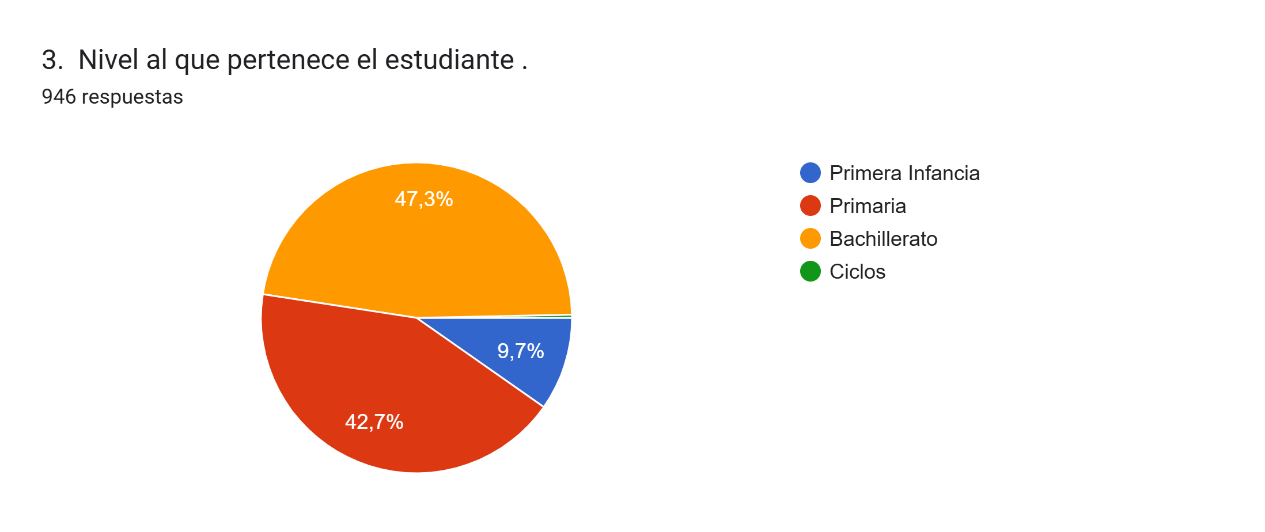 3.  Nivel al que pertenece el estudiante .
946 respuestas
47,3%
9,7%
42,7%
Primera Infancia
Primaria
Bachillerato
Ciclos